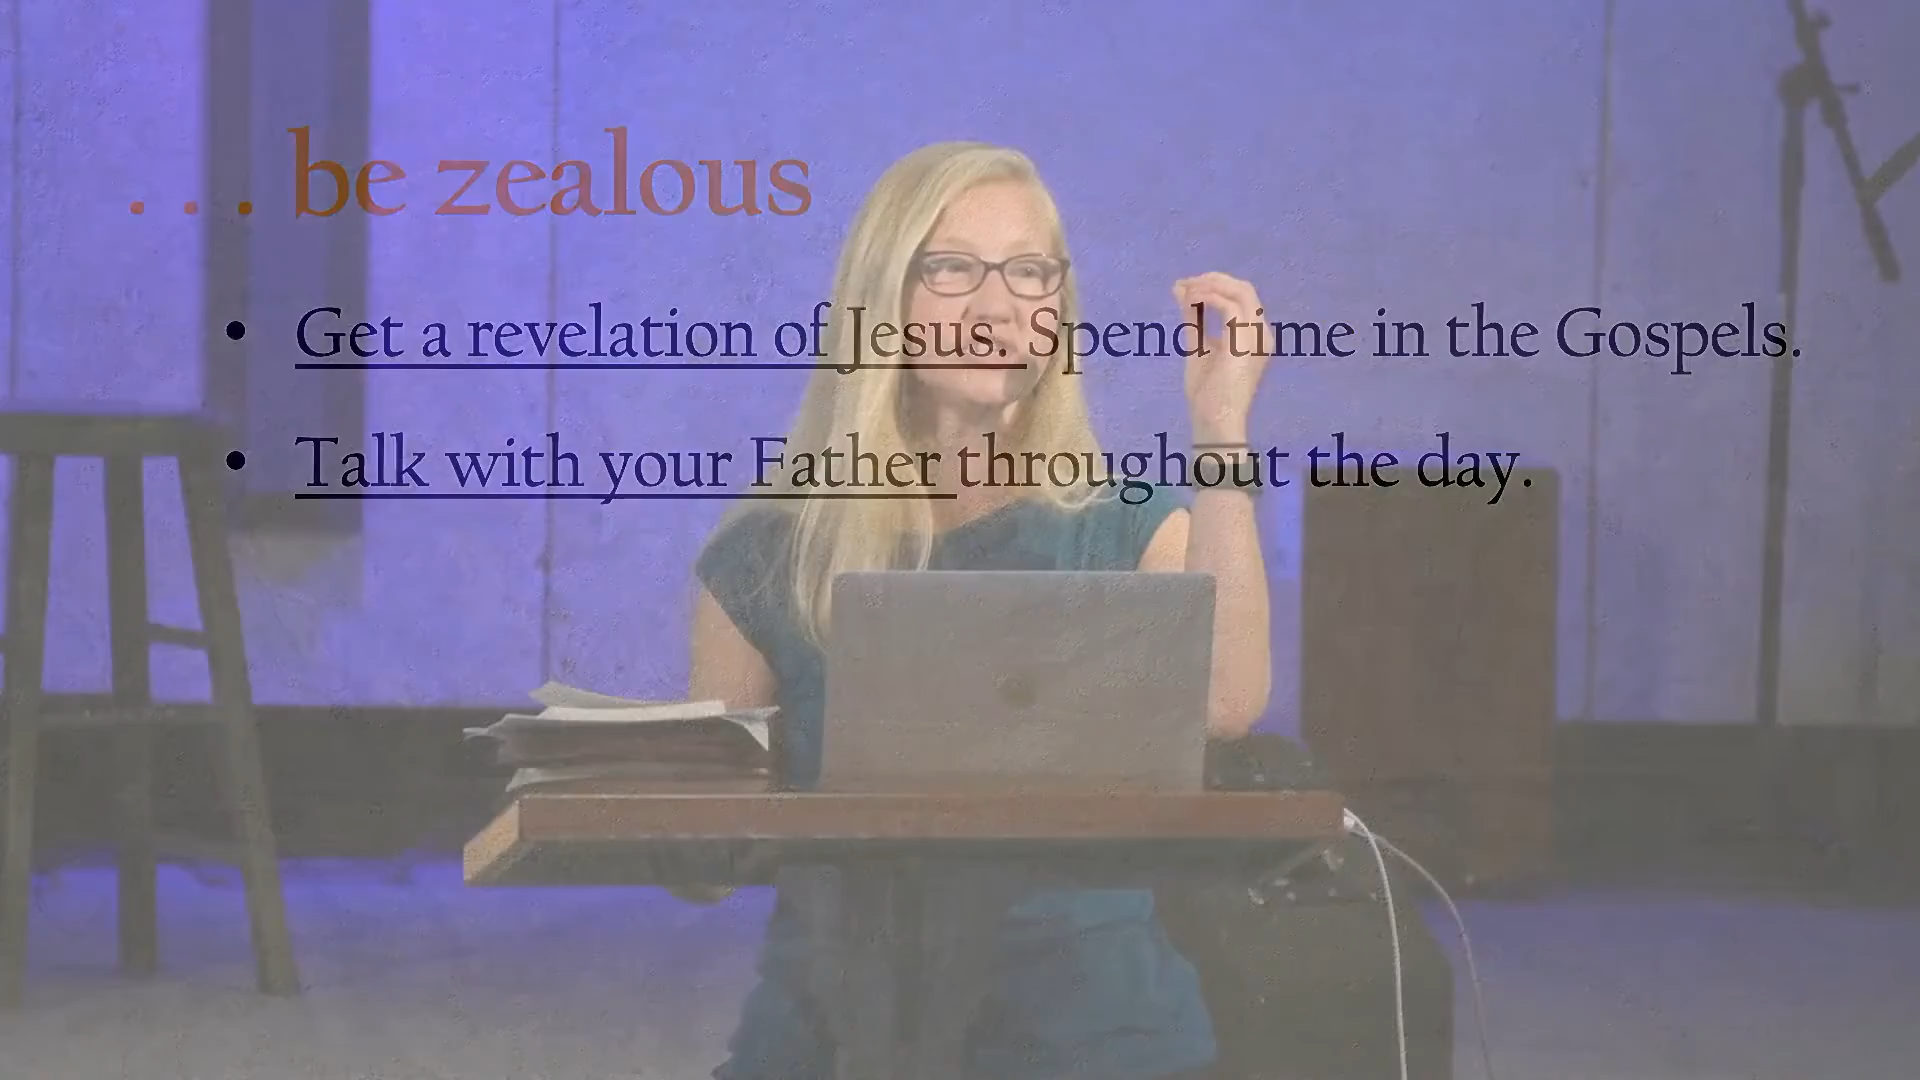 . . . be zealous
• Get a revelation of Jesus. Spend time in the Gospels.
• Talk with your Father throughout the day.